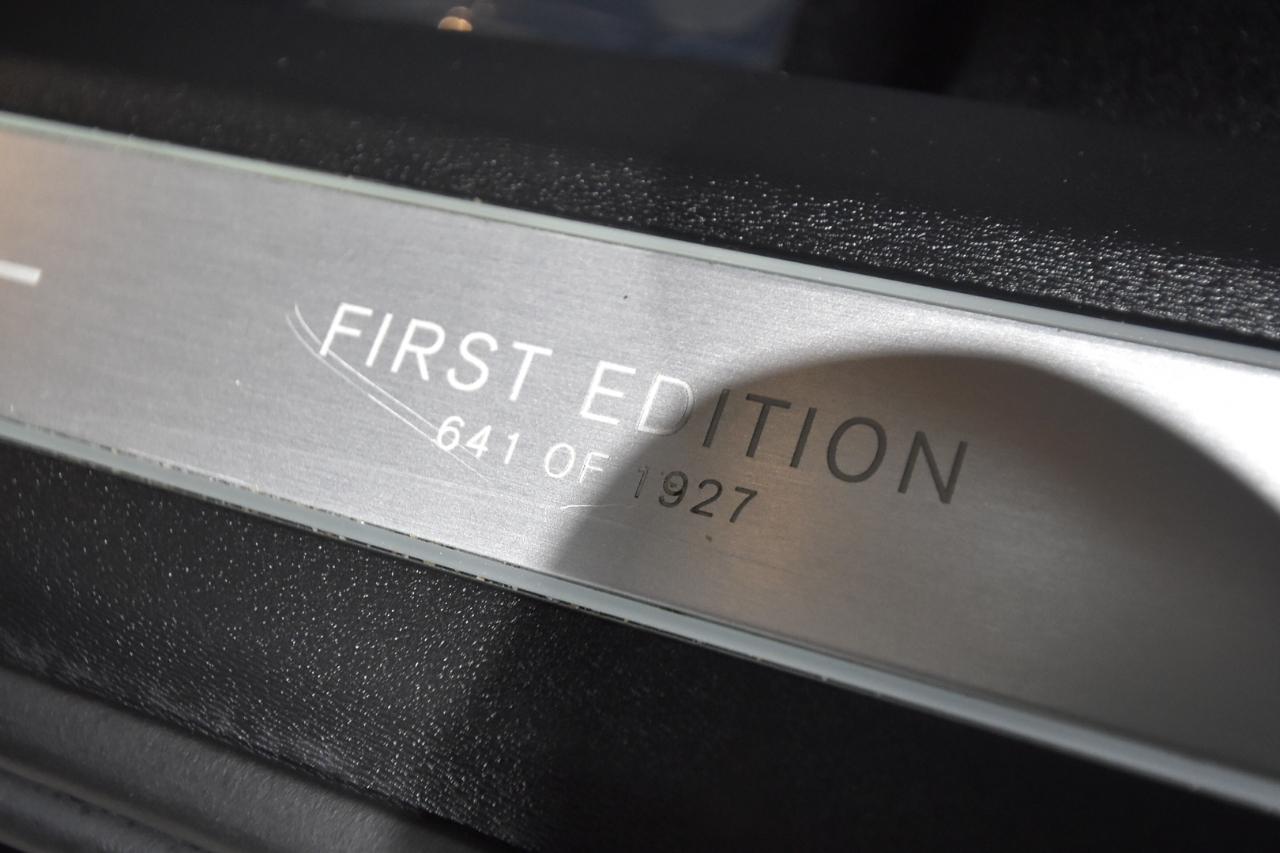 FIRST EDITION
641 OF 1927